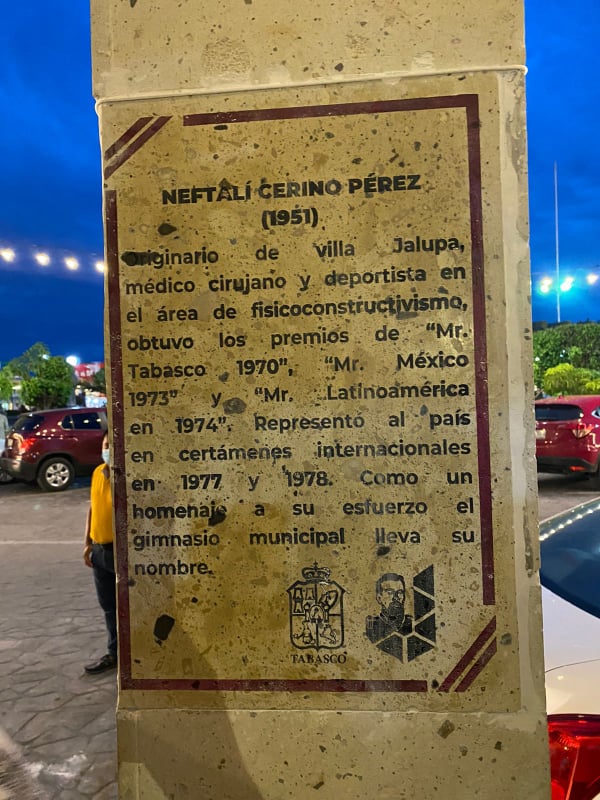 NEFTALÍ CERINO PÉREZ
(1951)
Originario de villa Jalupa,
médico cirujano y deportista en
el área de fisicoconstructivismo,
obtuvo los premios de “Mr.
Tabasco 1970”, “Mr. México
1973” y “Mr. Latinoamérica
en 1974”. Representó al país
en certámenes internacionales
en 1977 y 1978. Como un
homenaje a su esfuerzo el
gimnasio municipal lleva su
nombre.
TABASCO